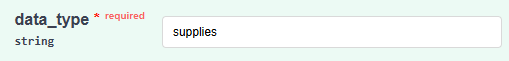 data_type * required
supplies
string